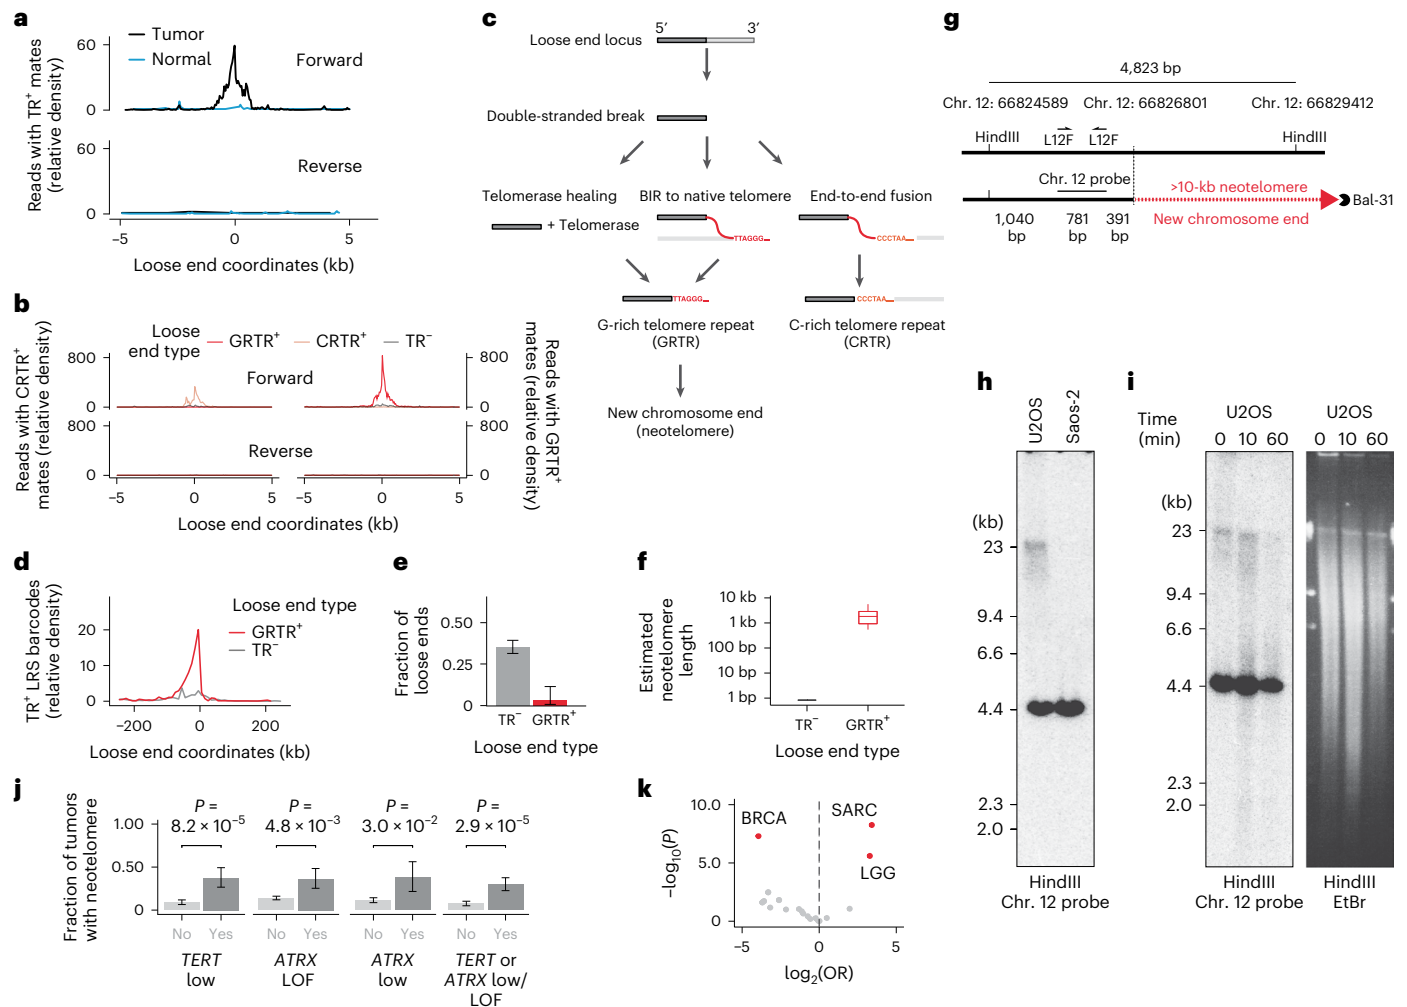 a
Reads with TR⁺ mates
(relative density)
Tumor
Normal
Forward
60
0
Reverse
60
0
−5
0
5
Loose end coordinates (kb)
b
Loose
end type
GRTR⁺
CRTR⁺
TR⁻
Reads with CRTR⁺
mates (relative density)
Reads with GRTR⁺
mates (relative density)
800
Forward
800
0
0
800
Reverse
800
0
0
−5
0
5
−5
0
5
Loose end coordinates (kb)
c
5′
3′
Loose end locus
Double-stranded break
Telomerase healing
BIR to native telomere
End-to-end fusion
+ Telomerase
TTAGGG
CCCTAA
TTAGGG
CCCTAA
G-rich telomere repeat
(GRTR)
C-rich telomere repeat
(CRTR)
New chromosome end
(neotelomere)
d
TR⁺ LRS barcodes
(relative density)
Loose end type
GRTR⁺
TR⁻
20
10
0
−200
0
200
Loose end coordinates (kb)
e
Fraction of
loose ends
0.50
0.25
0
TR⁻
GRTR⁺
Loose end type
f
Estimated
neotelomere
length
10 kb
1 kb
100 bp
10 bp
1 bp
TR⁻
GRTR⁺
Loose end type
g
4,823 bp
Chr. 12: 66824589
Chr. 12: 66826801
Chr. 12: 66829412
HindIII
L12F
L12F
HindIII
Chr. 12 probe
>10-kb neotelomere
Bal-31
1,040
bp
781
bp
391
bp
New chromosome end
h
U2OS
Saos-2
(kb)
23
9.4
6.6
4.4
2.3
2.0
HindIII
Chr. 12 probe
i
Time
(min)
U2OS
U2OS
0 10 60
0 10 60
(kb)
23
9.4
6.6
4.4
2.3
2.0
HindIII
Chr. 12 probe
HindIII
EtBr
j
Fraction of tumors
with neotelomere
P =
8.2 × 10⁻⁵
P =
4.8 × 10⁻³
P =
3.0 × 10⁻²
P =
2.9 × 10⁻⁵
1.00
0.50
0
No
Yes
No
Yes
No
Yes
No
Yes
TERT
low
ATRX
LOF
ATRX
low
TERT or
ATRX low/
LOF
k
−log₁₀(P)
10.0
5.0
0
BRCA
SARC
LGG
−5
0
5
log₂(OR)